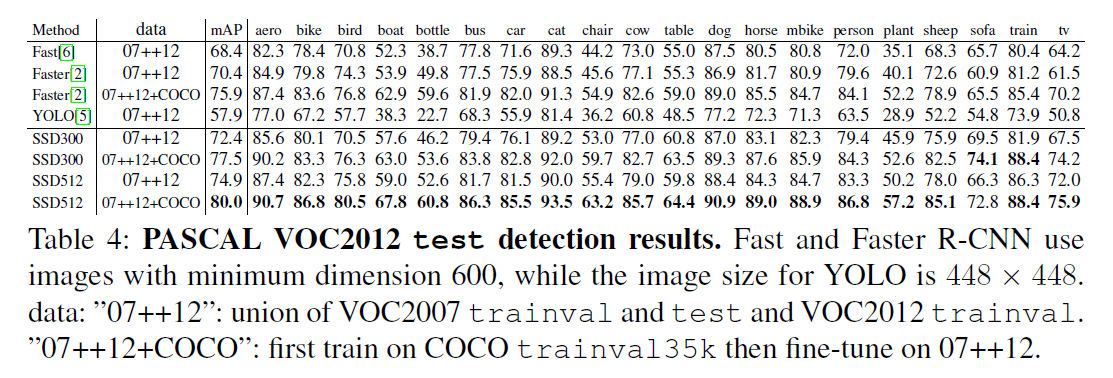 Method data mAP aero bike bird boat bottle bus car cat chair cow table dog horse mbike person plant sheep sofa train tv
Fast[6] 07++12 68.4 82.3 78.4 70.8 52.3 38.7 77.8 71.6 89.3 44.2 73.0 55.0 87.5 80.5 80.8 72.0 35.1 68.3 65.7 80.4 64.2
Faster[2] 07++12 70.4 84.9 79.8 74.3 53.9 49.8 77.5 75.9 88.5 45.6 77.1 55.3 86.9 81.7 80.9 79.6 40.1 72.6 60.9 81.2 61.5
Faster[2] 07++12+COCO 75.9 87.4 83.6 76.8 62.9 59.6 81.9 82.0 91.3 54.9 82.6 59.0 89.0 85.5 84.7 84.1 52.2 78.9 65.5 85.4 70.2
YOLO[5] 07++12 57.9 77.0 67.2 57.7 38.3 22.7 68.3 55.9 81.4 36.2 60.8 48.5 77.2 72.3 71.3 63.5 28.9 52.2 54.8 73.9 50.8
SSD300 07++12 72.4 85.6 80.1 70.5 57.6 46.2 79.4 76.1 89.2 53.0 77.0 60.8 87.0 83.1 82.3 79.4 45.9 75.9 69.5 81.9 67.5
SSD300 07++12+COCO 77.5 90.2 83.3 76.3 63.0 53.6 83.8 82.8 92.0 59.7 82.7 63.5 89.3 87.6 85.9 84.3 52.6 82.5 74.1 88.4 74.2
SSD512 07++12 74.9 87.4 82.3 75.8 59.0 52.6 81.7 81.5 90.0 55.4 79.0 59.8 88.4 84.3 84.7 83.3 50.2 78.0 66.3 86.3 72.0
SSD512 07++12+COCO 80.0 90.7 86.8 80.5 67.8 60.8 86.3 85.5 93.5 63.2 85.7 64.4 90.9 89.0 88.9 86.8 57.2 85.1 72.8 88.4 75.9
Table 4: PASCAL VOC2012 test detection results. Fast and Faster R-CNN use
images with minimum dimension 600, while the image size for YOLO is 448 × 448.
data: ”07++12”: union of VOC2007 trainval and test and VOC2012 trainval.
”07++12+COCO”: first train on COCO trainval35k then fine-tune on 07++12.